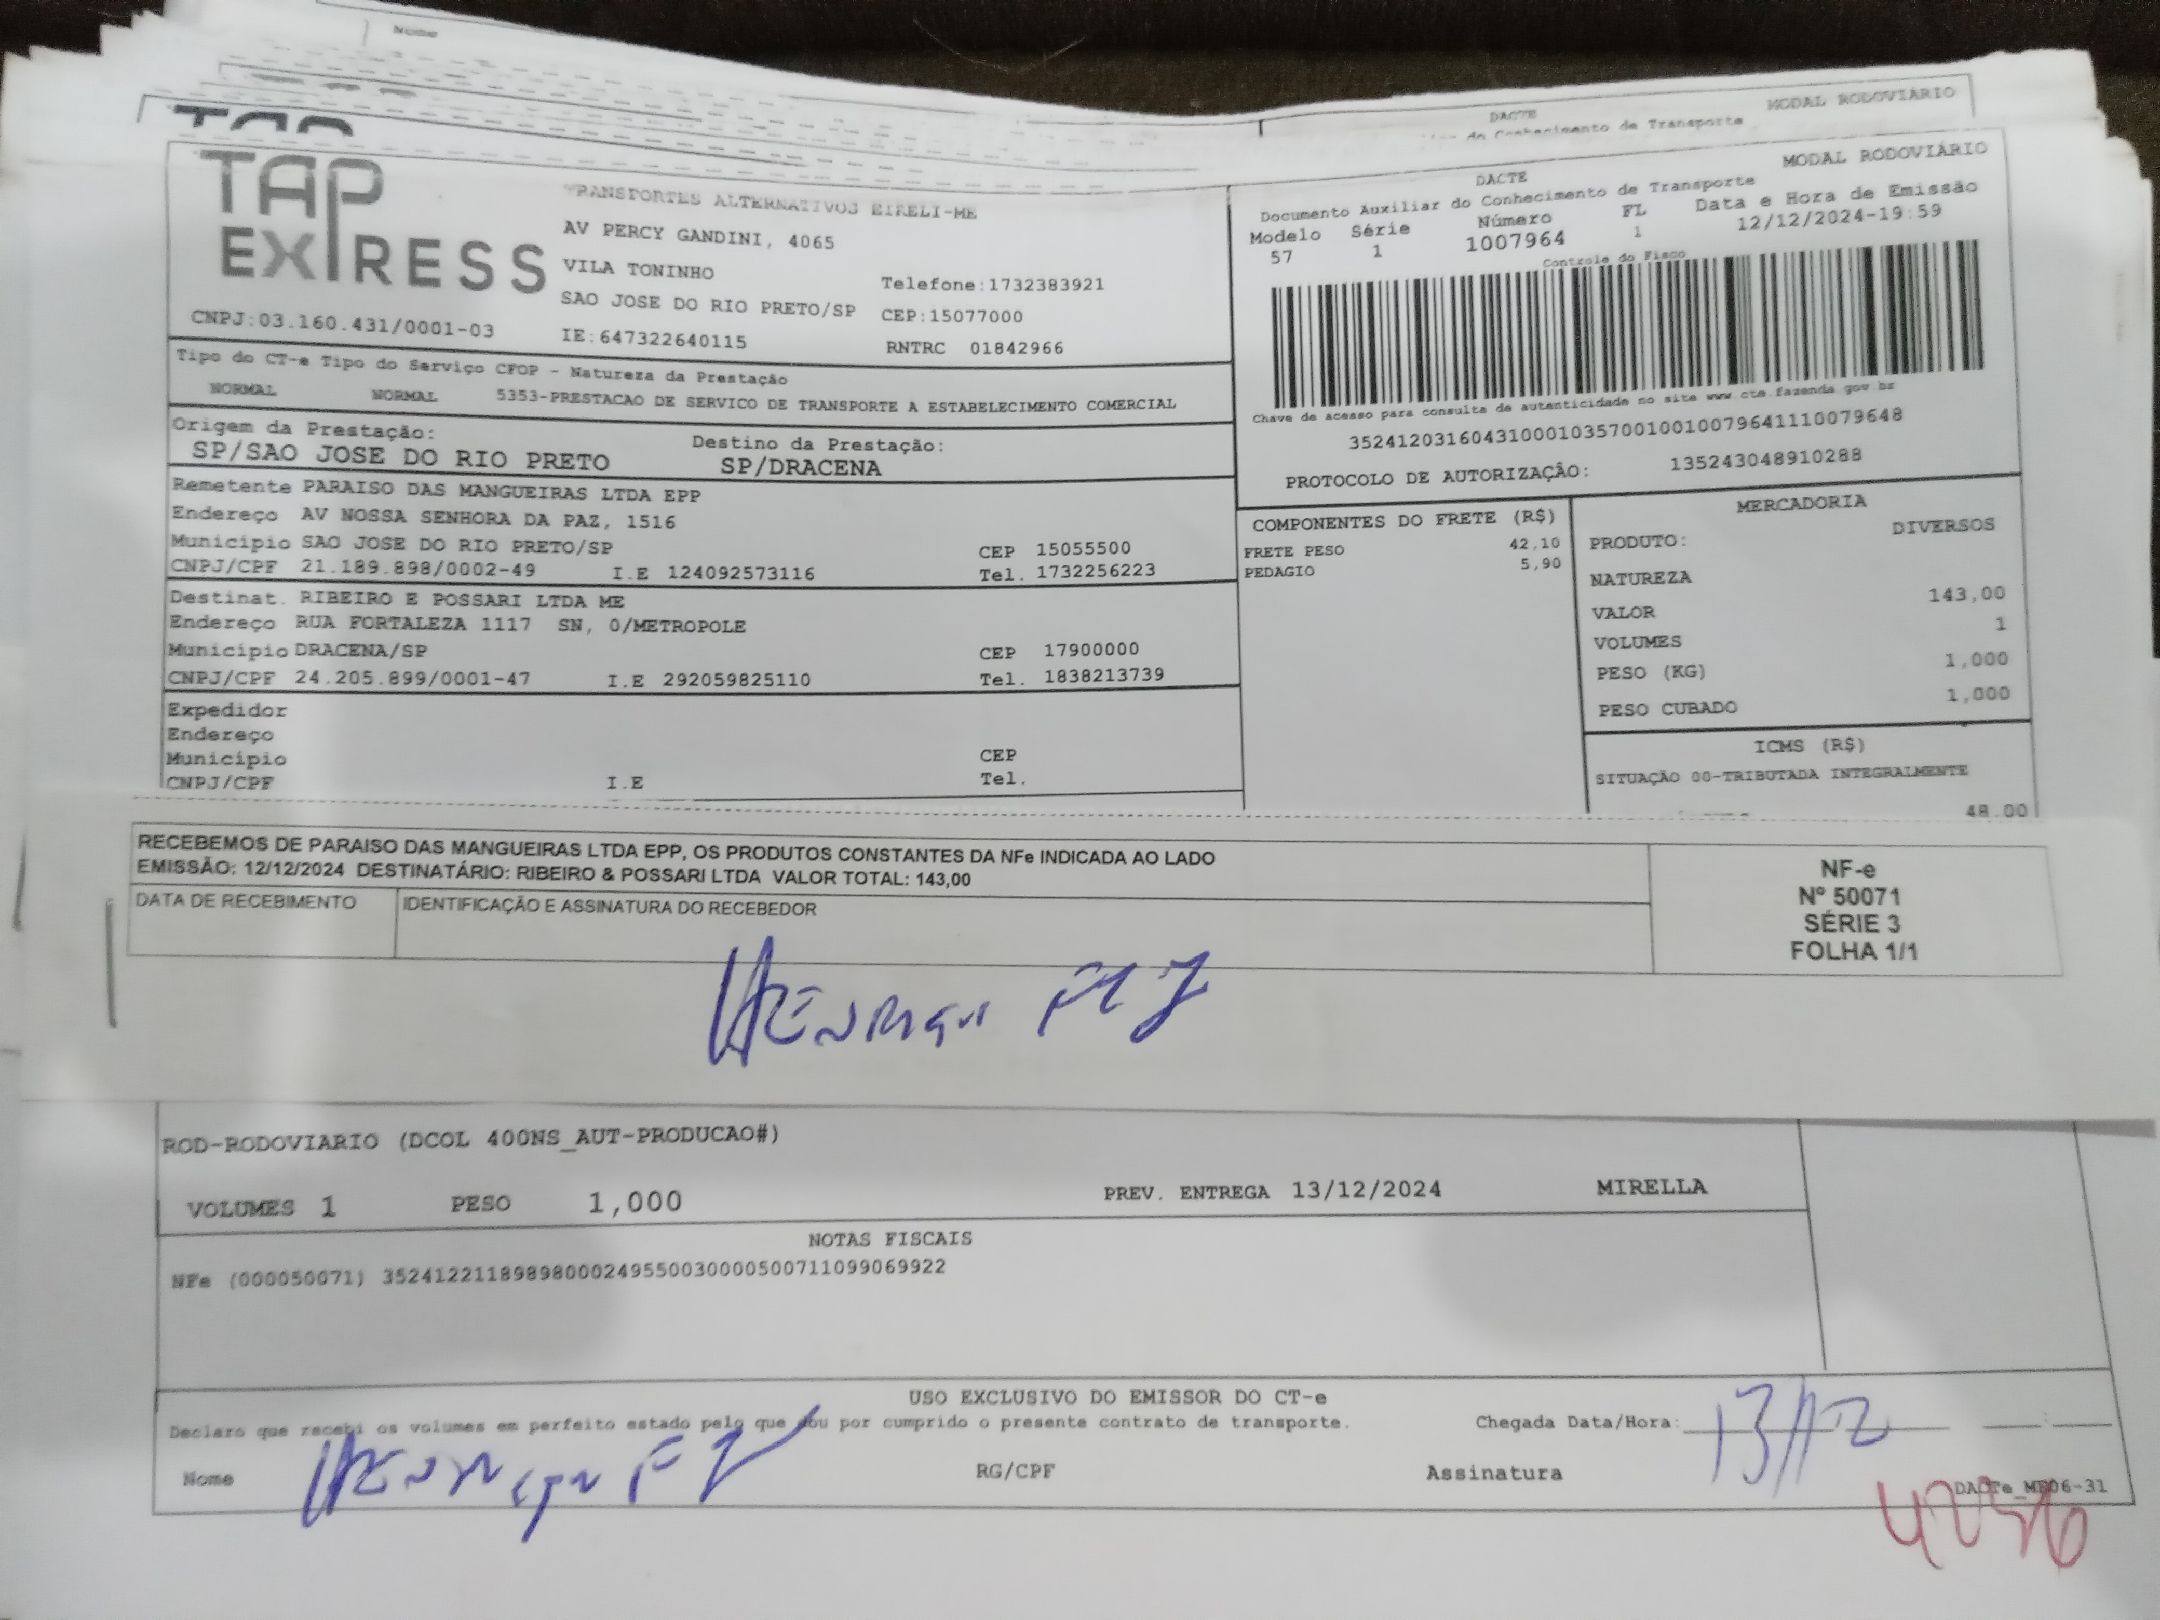 DACTE
MODAL RODOVIÁRIO
TAP
EXPRESS
CNPJ:03.160.431/0001-03
TRANSPORTES ALTERNATIVOS EIRELI-ME
AV PERCY GANDINI, 4065
VILA TONINHO
Telefone:1732383921
SAO JOSE DO RIO PRETO/SP CEP:15077000
IE:647322640115 RNTRC 01842966
DACTE MODAL RODOVIÁRIO
Documento Auxiliar do Conhecimento de Transporte
Modelo Série Número FL Data e Hora de Emissão
57 1 1007964 1 12/12/2024-19:59
Controle do Fisco
Chave de acesso para consulta de autenticidade no site www.cte.fazenda.gov.br
35241203160431000103570010010079641110079648
PROTOCOLO DE AUTORIZAÇÃO: 135243048910288
Tipo do CT-e Tipo do Serviço CFOP - Natureza da Prestação
NORMAL NORMAL 5353-PRESTACAO DE SERVICO DE TRANSPORTE A ESTABELECIMENTO COMERCIAL
Origem da Prestação: Destino da Prestação:
SP/SAO JOSE DO RIO PRETO SP/DRACENA
Remetente PARAISO DAS MANGUEIRAS LTDA EPP
Endereço AV NOSSA SENHORA DA PAZ, 1516
Município SAO JOSE DO RIO PRETO/SP CEP 15055500
CNPJ/CPF 21.189.898/0002-49 I.E 124092573116 Tel. 1732256223
Destinat. RIBEIRO E POSSARI LTDA ME
Endereço RUA FORTALEZA 1117 SN, 0/METROPOLE
Município DRACENA/SP CEP 17900000
CNPJ/CPF 24.205.899/0001-47 I.E 292059825110 Tel. 1838213739
Expedidor
Endereço
Município CEP
CNPJ/CPF I.E Tel.
COMPONENTES DO FRETE (R$)
FRETE PESO 42,10
PEDAGIO 5,90
MERCADORIA
PRODUTO: DIVERSOS
NATUREZA
VALOR 143,00
VOLUMES 1
PESO (KG) 1,000
PESO CUBADO 1,000
ICMS (R$)
SITUAÇÃO 00-TRIBUTADA INTEGRALMENTE
48,00
RECEBEMOS DE PARAISO DAS MANGUEIRAS LTDA EPP, OS PRODUTOS CONSTANTES DA NFe INDICADA AO LADO
EMISSÃO: 12/12/2024 DESTINATÁRIO: RIBEIRO & POSSARI LTDA VALOR TOTAL: 143,00
DATA DE RECEBIMENTO IDENTIFICAÇÃO E ASSINATURA DO RECEBEDOR
NF-e
Nº 50071
SÉRIE 3
FOLHA 1/1
ROD-RODOVIARIO (DCOL 400NS_AUT-PRODUCAO#)
VOLUMES 1 PESO 1,000 PREV. ENTREGA 13/12/2024 MIRELLA
NOTAS FISCAIS
NFe (000050071) 35241221189898000249550030000500711099069922
USO EXCLUSIVO DO EMISSOR DO CT-e
Declaro que recebi os volumes em perfeito estado pelo que dou por cumprido o presente contrato de transporte. Chegada Data/Hora: 13/12
Nome RG/CPF Assinatura